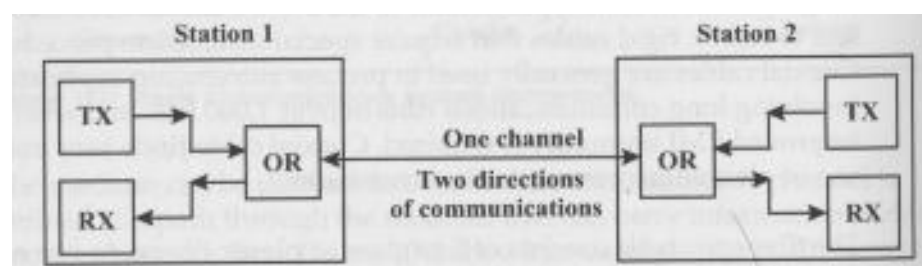 Station 1
Station 2
TX
OR
RX
One channel
Two directions
of communications
TX
OR
RX